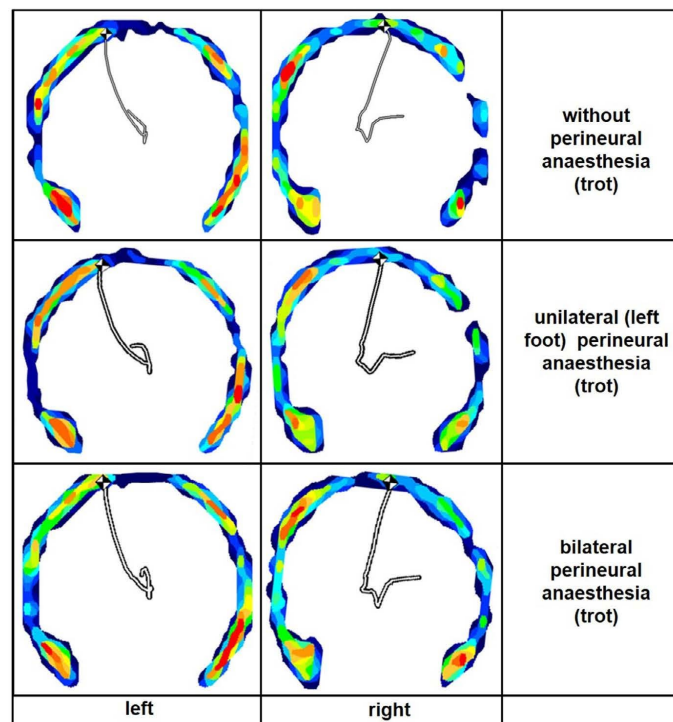 without
perineural
anaesthesia
(trot)
unilateral (left
foot) perineural
anaesthesia
(trot)
bilateral
perineural
anaesthesia
(trot)
left
right